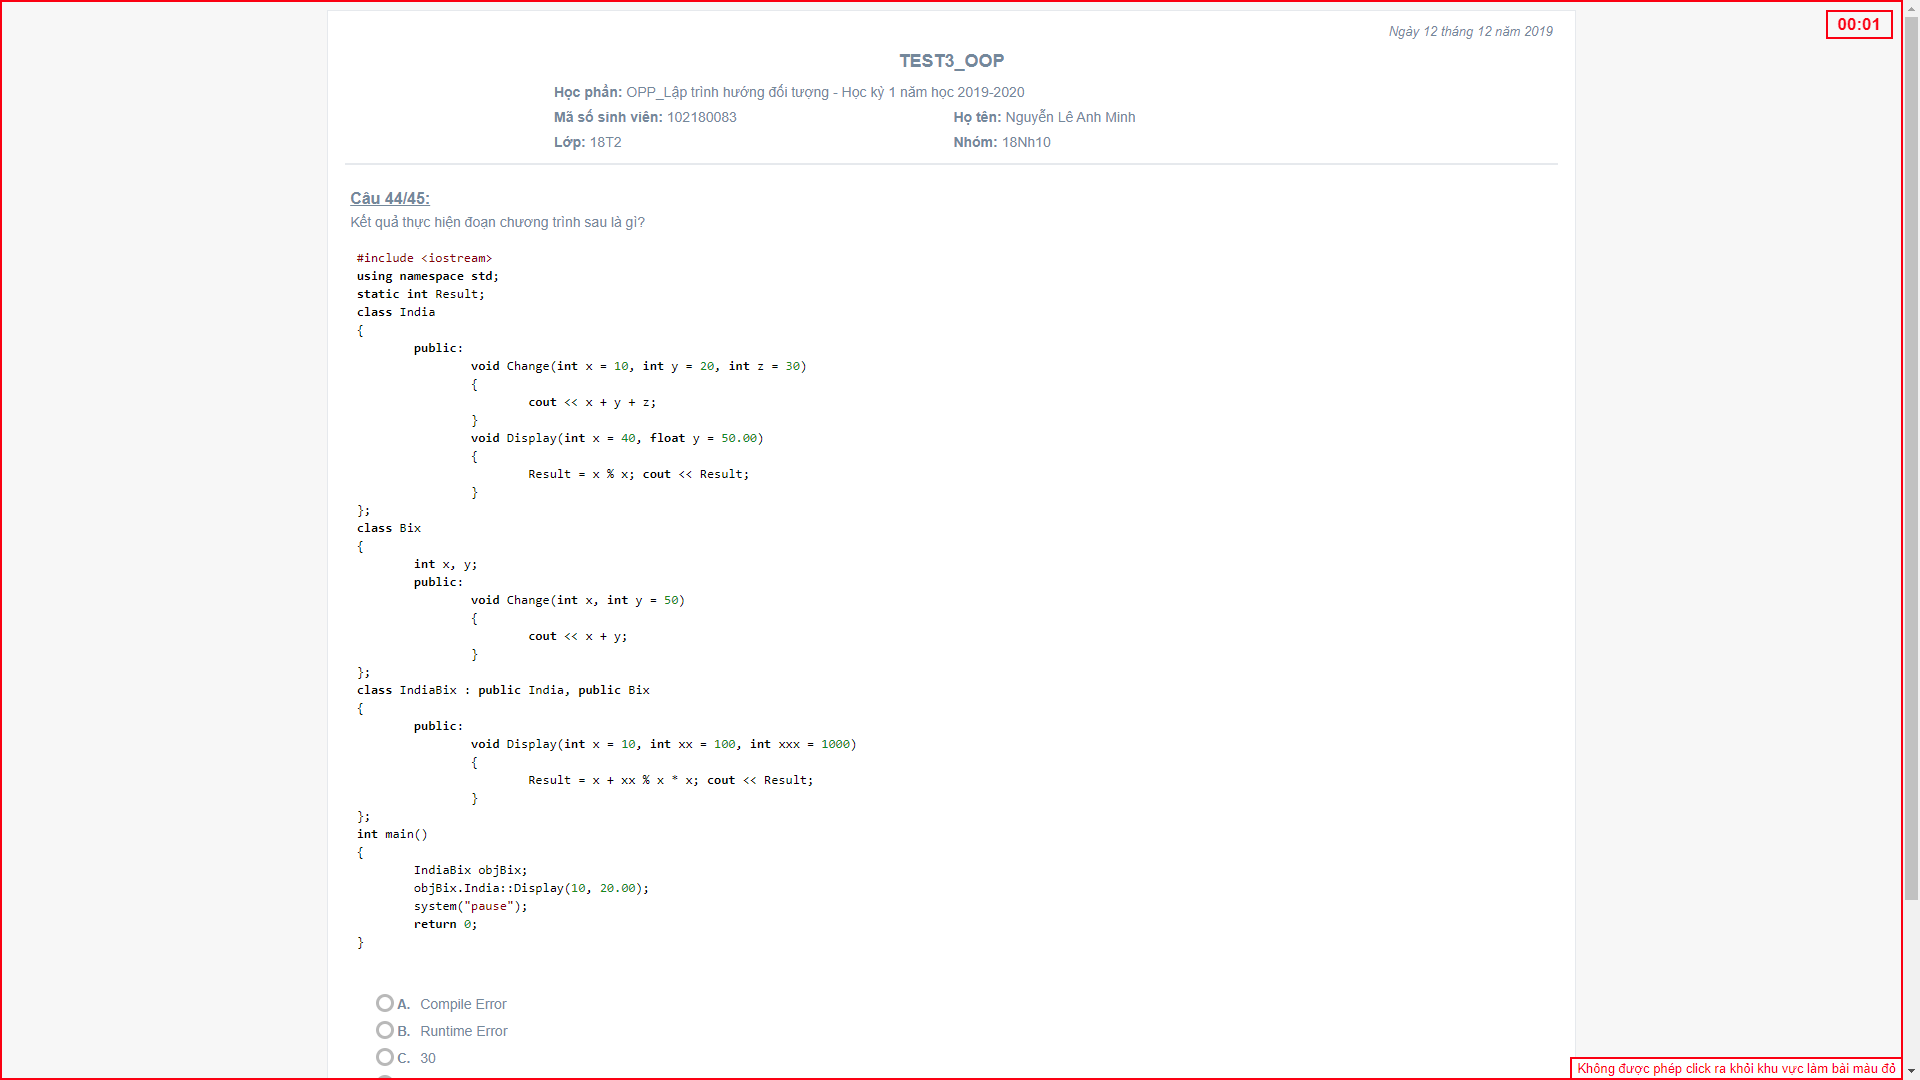 Ngày 12 tháng 12 năm 2019
00:01
TEST3_OOP
Học phần: OPP_Lập trình hướng đối tượng - Học kỳ 1 năm học 2019-2020
Mã số sinh viên: 102180083 Họ tên: Nguyễn Lê Anh Minh
Lớp: 18T2 Nhóm: 18Nh10
Câu 44/45:
Kết quả thực hiện đoạn chương trình sau là gì?
#include <iostream>
using namespace std;
static int Result;
class India
{
public:
void Change(int x = 10, int y = 20, int z = 30)
{
cout << x + y + z;
}
void Display(int x = 40, float y = 50.00)
{
Result = x % x; cout << Result;
}
};
class Bix
{
int x, y;
public:
void Change(int x, int y = 50)
{
cout << x + y;
}
};
class IndiaBix : public India, public Bix
{
public:
void Display(int x = 10, int xx = 100, int xxx = 1000)
{
Result = x + xx % x * x; cout << Result;
}
};
int main()
{
IndiaBix objBix;
objBix.India::Display(10, 20.00);
system("pause");
return 0;
}
A. Compile Error
B. Runtime Error
C. 30
Không được phép click ra khỏi khu vực làm bài màu đỏ